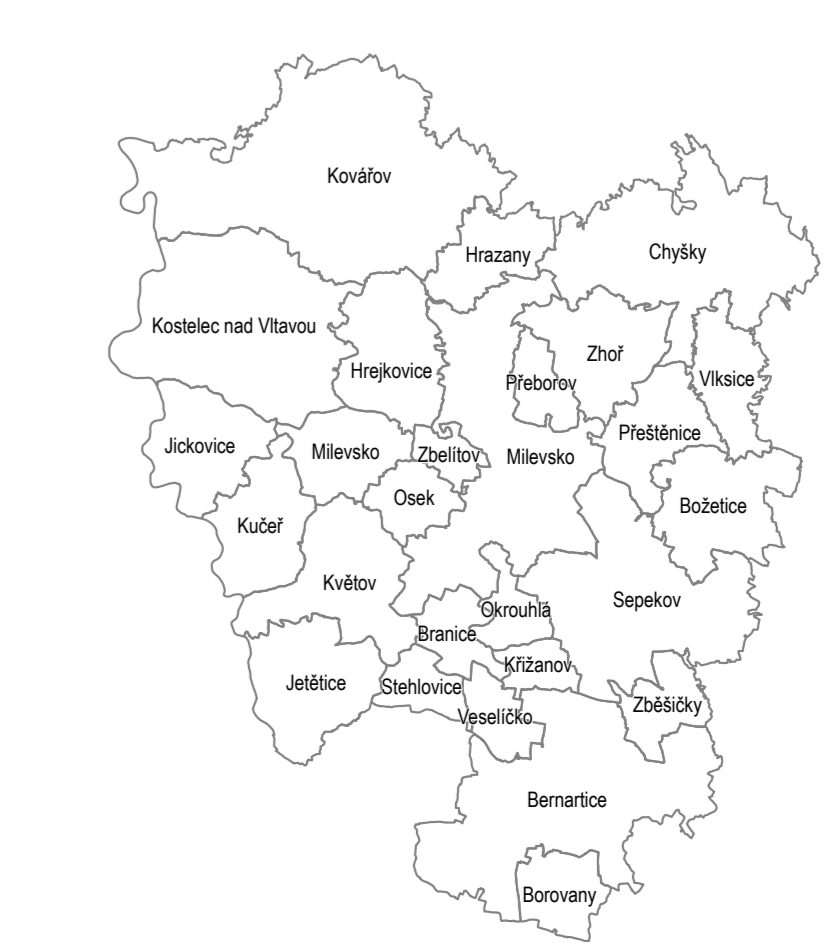 Kovářov
Hrazany
Chyšky
Kostelec nad Vltavou
Zhoř
Hrejkovice
Přeborov
Vlksice
Přeštěnice
Jickovice
Milevsko
Zbelítov
Milevsko
Osek
Božetice
Kučeř
Květov
Sepekov
Okrouhlá
Branice
Křižanov
Jetětice
Stehlovice
Zběšičky
Veselíčko
Bernartice
Borovany